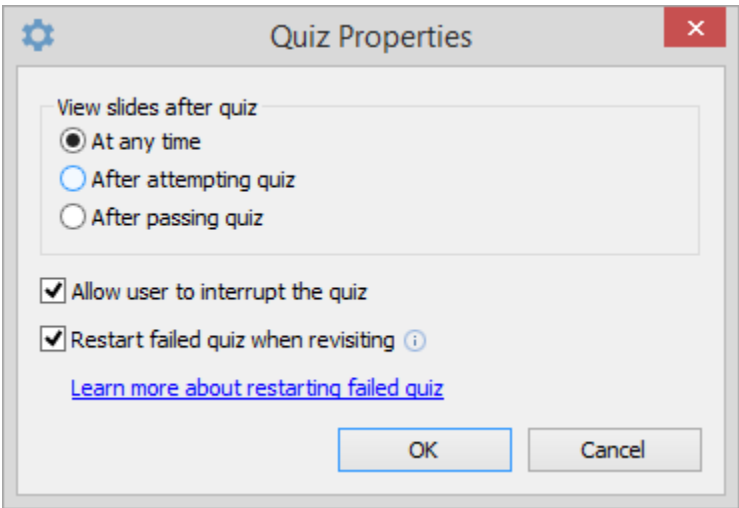 Quiz Properties
View slides after quiz
At any time
After attempting quiz
After passing quiz
Allow user to interrupt the quiz
Restart failed quiz when revisiting
Learn more about restarting failed quiz
OK
Cancel